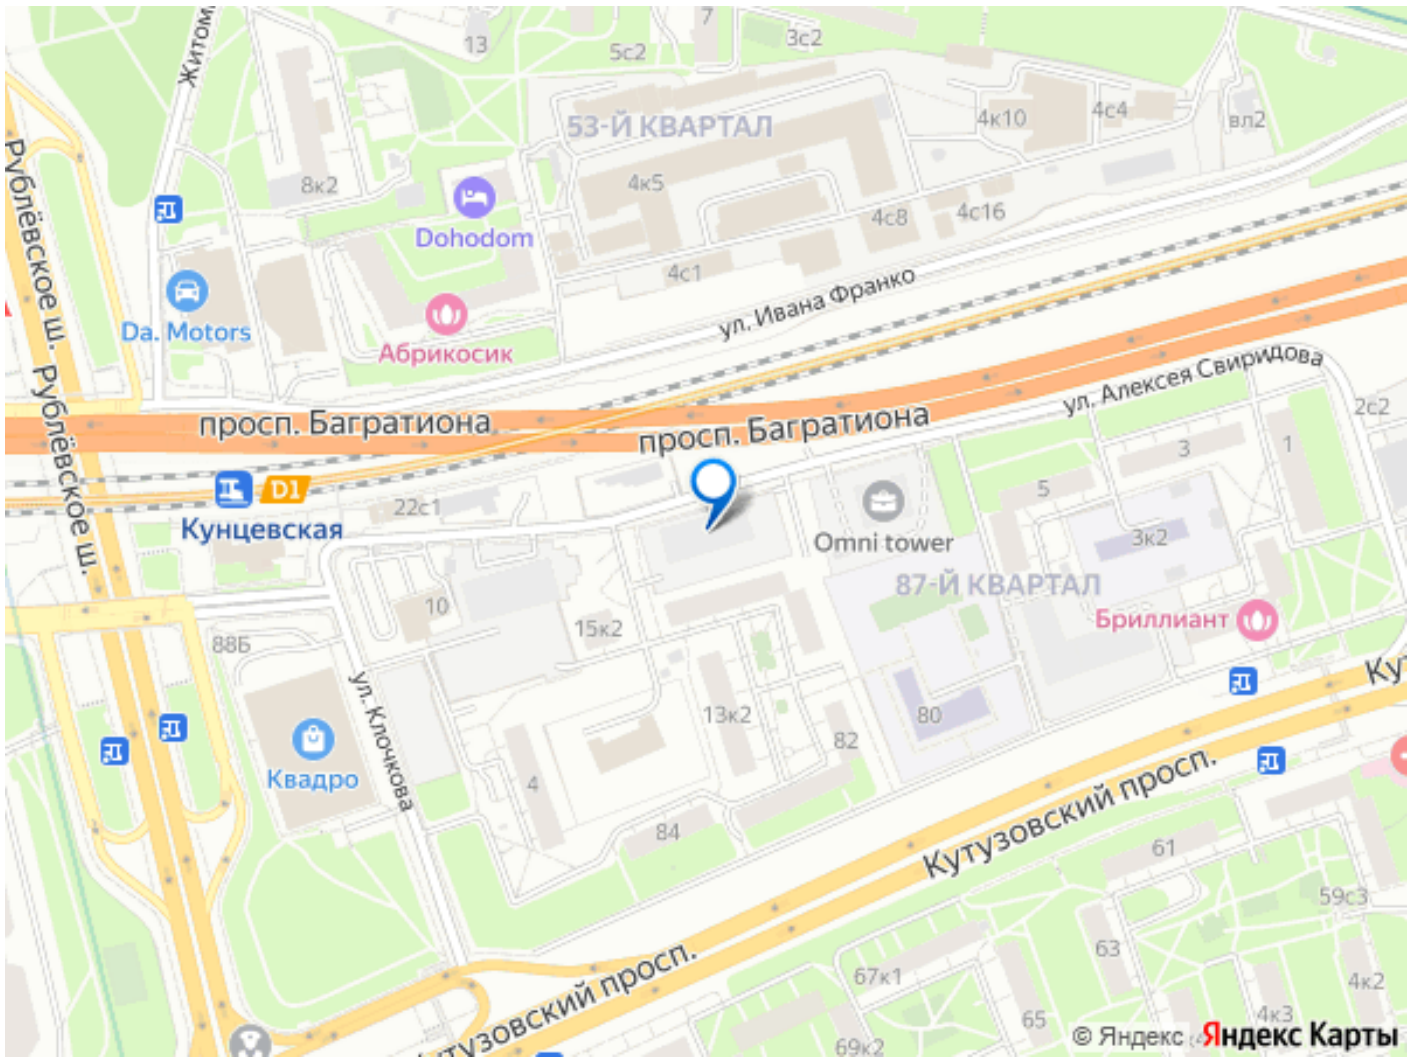 Житом
13
7
5с2
3с2
53-Й КВАРТАЛ
4к10
4с4
вл2
8к2
4к5
Dohodom
4с8
4с16
4с1
Рублёвское ш.
Da. Motors
Абрикосик
ул. Ивана Франко
просп. Багратиона
просп. Багратиона
ул. Алексея Свиридова
Рублёвское ш.
2с2
3
1
5
D1
22с1
Кунцевская
Omni tower
3к2
87-Й КВАРТАЛ
10
15к2
88Б
Бриллиант
ул. Клочкова
13к2
80
82
Кут
Квадро
4
84
Кутузовский просп.
61
59с3
63
67к1
4к2
Кутузовский просп.
65
4к3
69к2
© Яндекс
Яндекс Карты